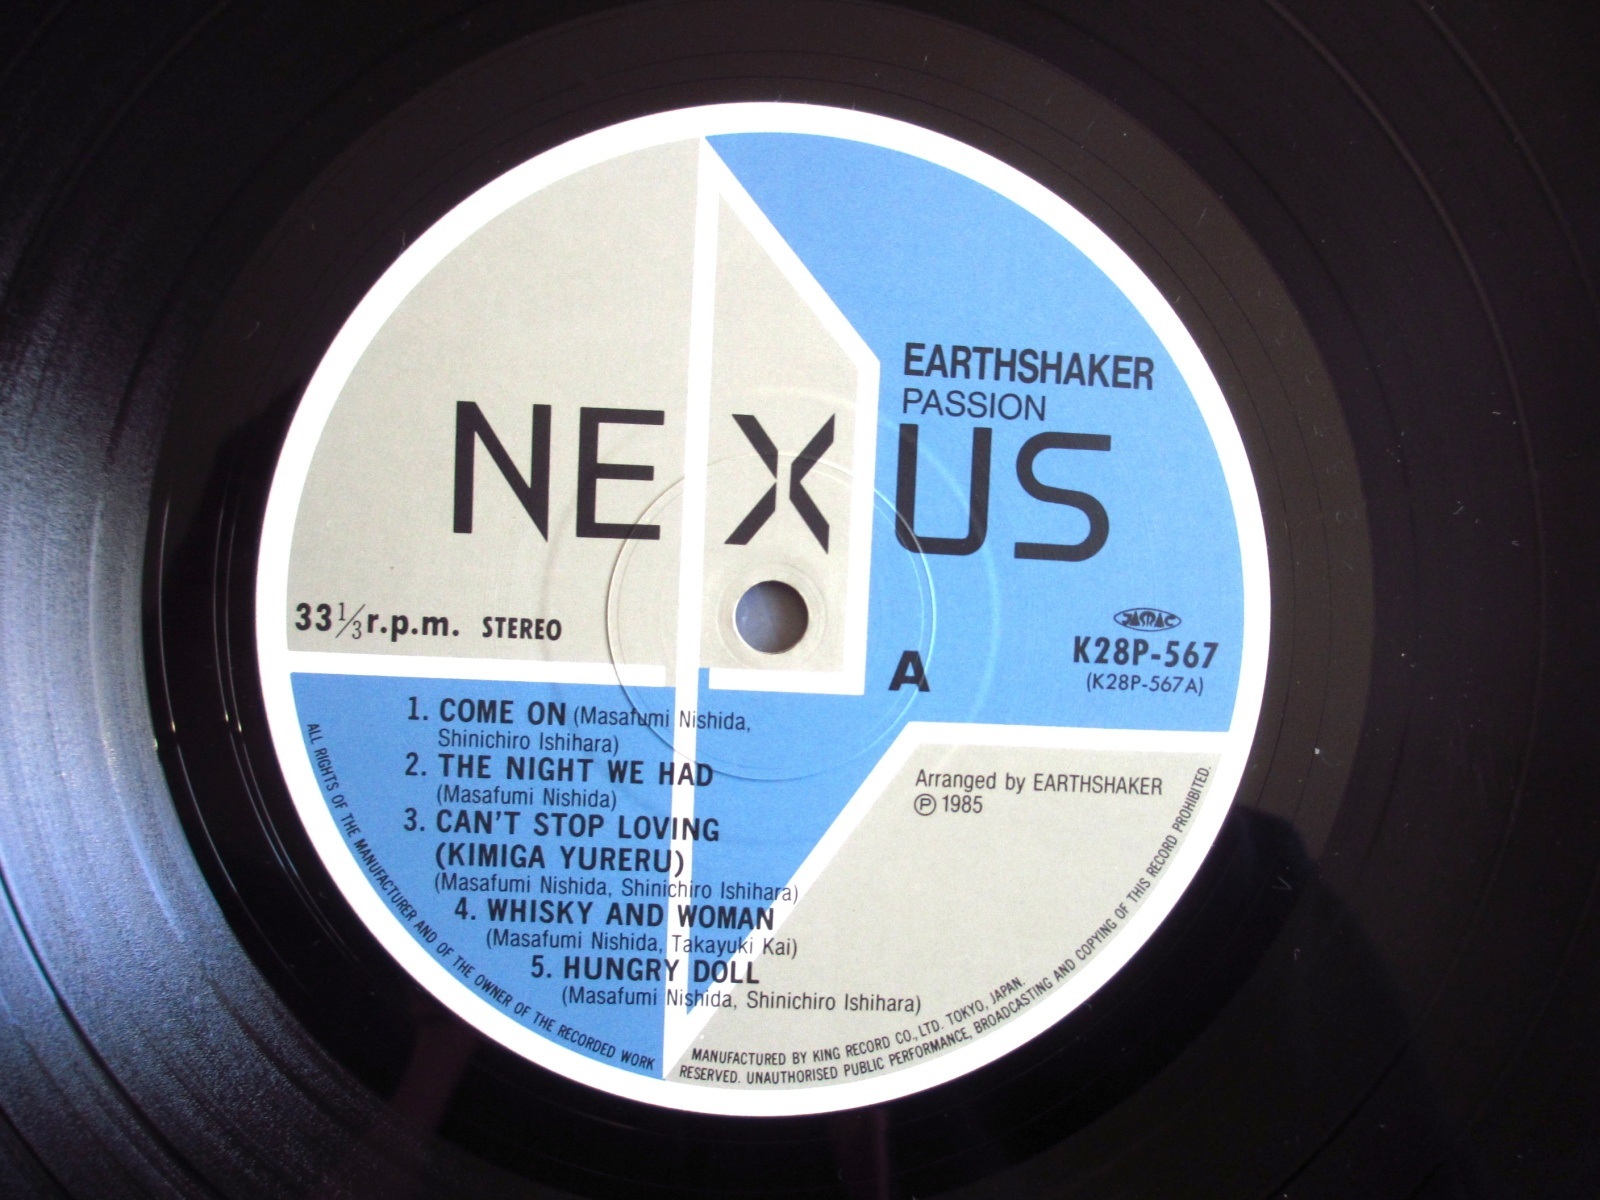 EARTHSHAKER
PASSION
NEXUS
33 1/3 r.p.m. STEREO
JASRAC
K28P-567
(K28P-567A)
A
1. COME ON (Masafumi Nishida,
Shinichiro Ishihara)
2. THE NIGHT WE HAD
(Masafumi Nishida)
3. CAN'T STOP LOVING
(KIMIGA YURERU)
(Masafumi Nishida, Shinichiro Ishihara)
4. WHISKY AND WOMAN
(Masafumi Nishida, Takayuki Kai)
5. HUNGRY DOLL
(Masafumi Nishida, Shinichiro Ishihara)
Arranged by EARTHSHAKER
Ⓟ 1985
MANUFACTURED BY KING RECORD CO., LTD. TOKYO, JAPAN.
ALL RIGHTS OF THE MANUFACTURER AND OF THE OWNER OF THE RECORDED WORK RESERVED. UNAUTHORISED PUBLIC PERFORMANCE, BROADCASTING AND COPYING OF THIS RECORD PROHIBITED.